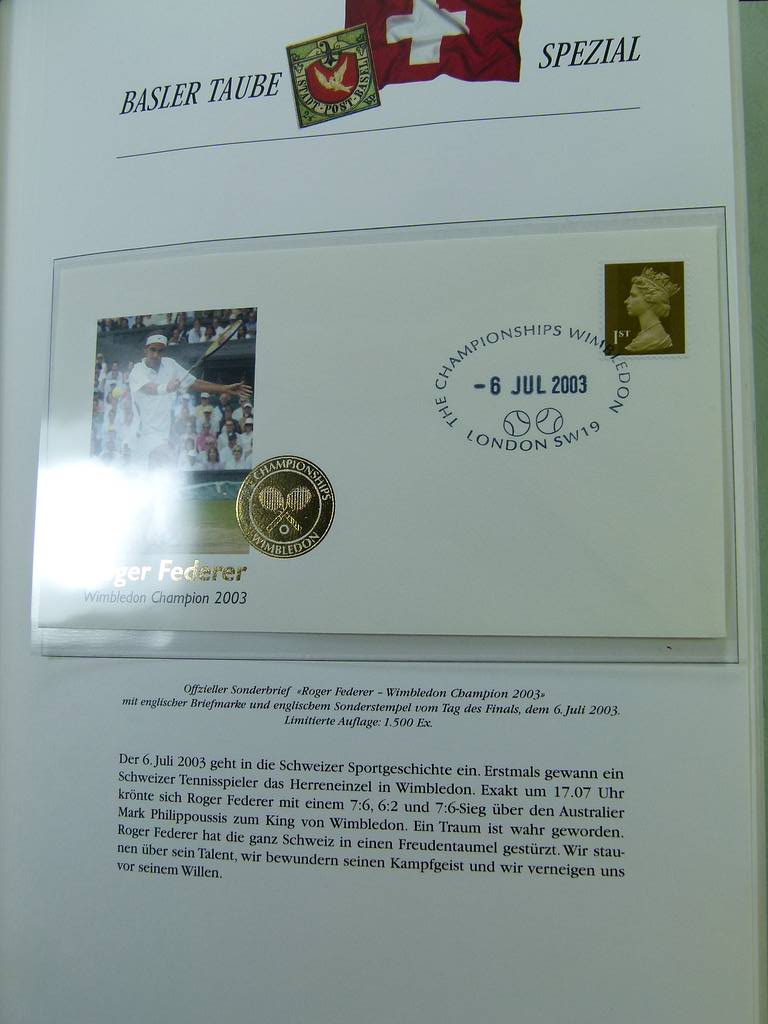 BASLER TAUBE
STADT·POST·BASEL
SPEZIAL
1ST
THE CHAMPIONSHIPS WIMBLEDON
- 6 JUL 2003
LONDON SW19
CHAMPIONSHIPS
WIMBLEDON
Federer
Wimbledon Champion 2003
Offzieller Sonderbrief «Roger Federer – Wimbledon Champion 2003»
mit englischer Briefmarke und englischem Sonderstempel vom Tag des Finals, dem 6. Juli 2003.
Limitierte Auflage: 1.500 Ex.
Der 6. Juli 2003 geht in die Schweizer Sportgeschichte ein. Erstmals gewann ein
Schweizer Tennisspieler das Herreneinzel in Wimbledon. Exakt um 17.07 Uhr
krönte sich Roger Federer mit einem 7:6, 6:2 und 7:6-Sieg über den Australier
Mark Philippoussis zum King von Wimbledon. Ein Traum ist wahr geworden.
Roger Federer hat die ganz Schweiz in einen Freudentaumel gestürzt. Wir stau-
nen über sein Talent, wir bewundern seinen Kampfgeist und wir verneigen uns
vor seinem Willen.